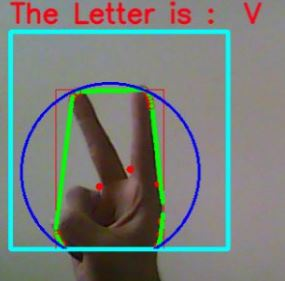 The Letter is : V